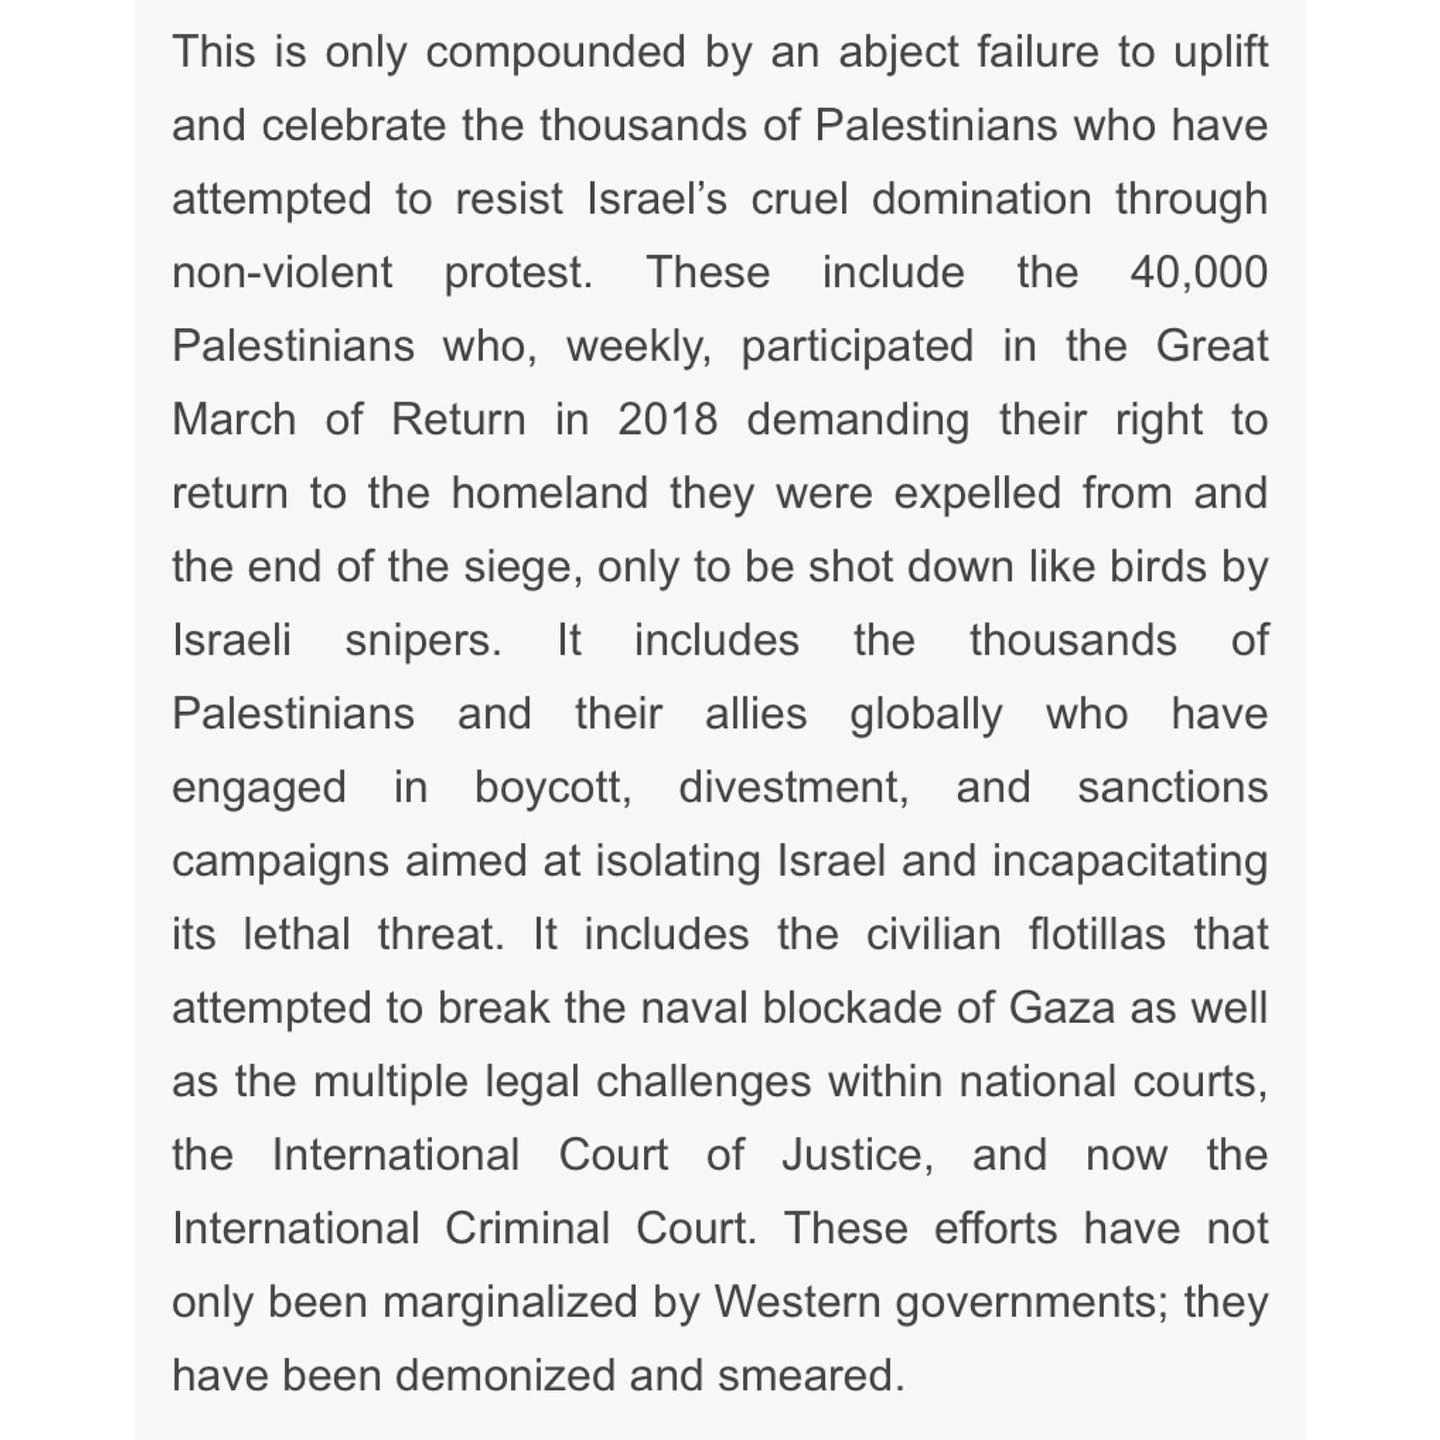 This is only compounded by an abject failure to uplift
and celebrate the thousands of Palestinians who have
attempted to resist Israel’s cruel domination through
non-violent protest. These include the 40,000
Palestinians who, weekly, participated in the Great
March of Return in 2018 demanding their right to
return to the homeland they were expelled from and
the end of the siege, only to be shot down like birds by
Israeli snipers. It includes the thousands of
Palestinians and their allies globally who have
engaged in boycott, divestment, and sanctions
campaigns aimed at isolating Israel and incapacitating
its lethal threat. It includes the civilian flotillas that
attempted to break the naval blockade of Gaza as well
as the multiple legal challenges within national courts,
the International Court of Justice, and now the
International Criminal Court. These efforts have not
only been marginalized by Western governments; they
have been demonized and smeared.